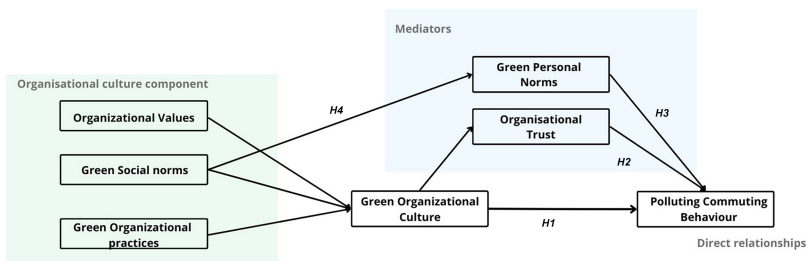 Mediators
Organisational culture component
Green Personal
Norms
Organizational Values
H4
H3
Organisational
Trust
Green Social norms
H2
Green Organizational
Culture
Polluting Commuting
Behaviour
H1
Green Organizational
practices
Direct relationships